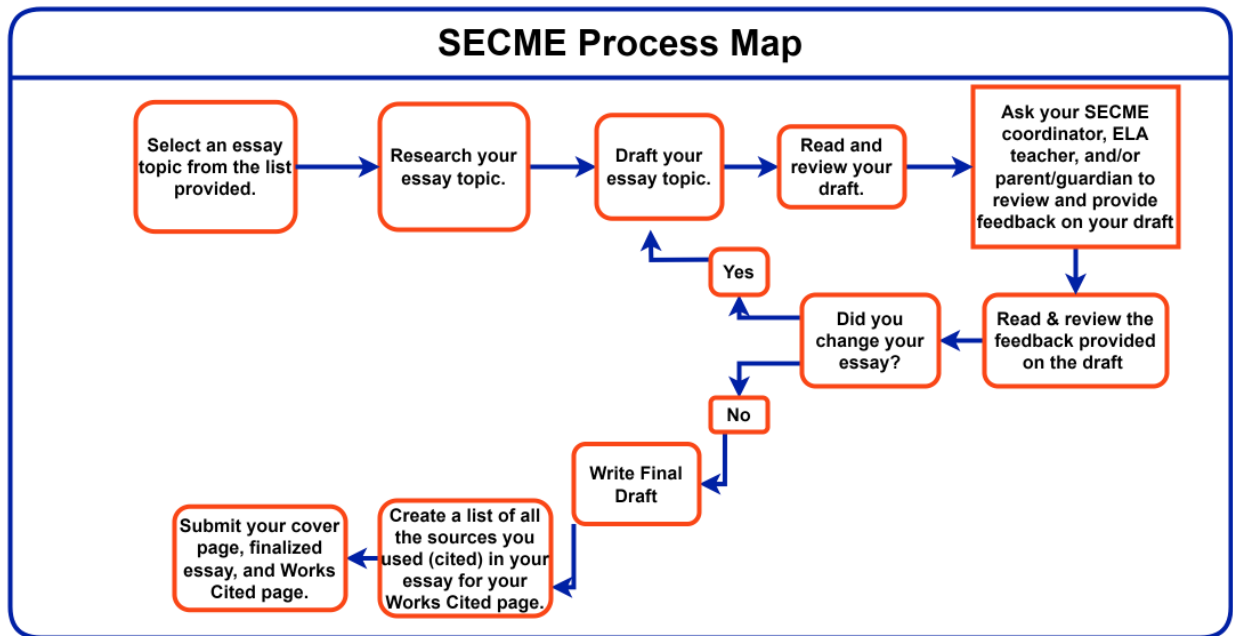 SECME Process Map
Select an essay
topic from the list
provided.
Research your
essay topic.
Draft your
essay topic.
Read and
review your
draft.
Ask your SECME
coordinator, ELA
teacher, and/or
parent/guardian to
review and provide
feedback on your draft
Read & review the
feedback provided
on the draft
Did you
change your
essay?
Yes
No
Write Final
Draft
Create a list of all
the sources you
used (cited) in your
essay for your
Works Cited page.
Submit your cover
page, finalized
essay, and Works
Cited page.